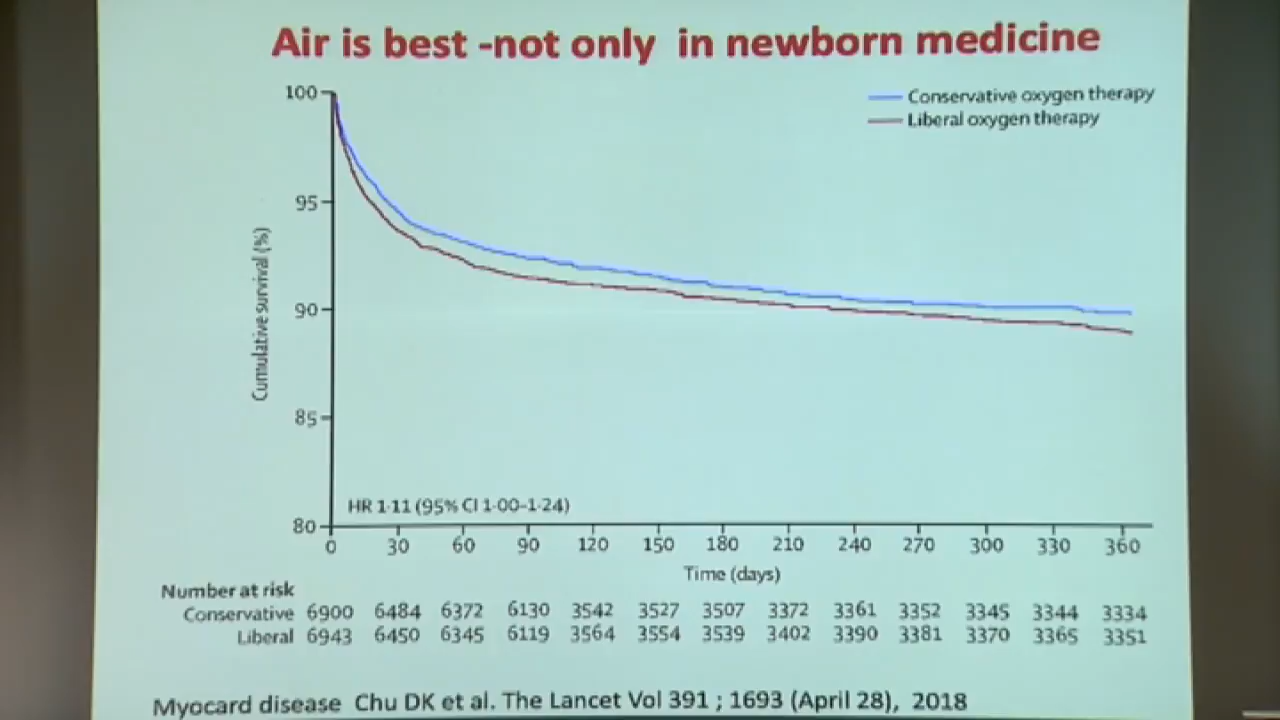 Air is best -not only in newborn medicine
Conservative oxygen therapy
Liberal oxygen therapy
Cumulative survival (%)
100
95
90
85
80
HR 1·11 (95% CI 1·00–1·24)
0 30 60 90 120 150 180 210 240 270 300 330 360
Time (days)
Number at risk
Conservative 6900 6484 6372 6130 3542 3527 3507 3372 3361 3352 3345 3344 3334
Liberal 6943 6450 6345 6119 3564 3554 3539 3402 3390 3381 3370 3365 3351
Myocard disease Chu DK et al. The Lancet Vol 391 ; 1693 (April 28), 2018